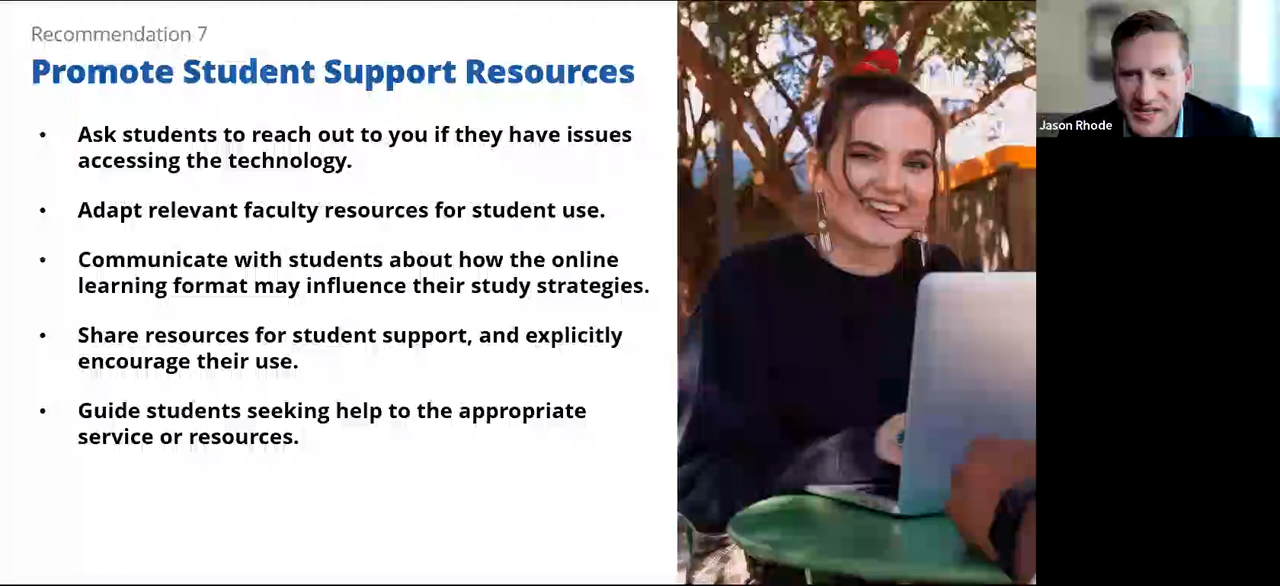 Recommendation 7
Promote Student Support Resources
• Ask students to reach out to you if they have issues
accessing the technology.
• Adapt relevant faculty resources for student use.
• Communicate with students about how the online
learning format may influence their study strategies.
• Share resources for student support, and explicitly
encourage their use.
• Guide students seeking help to the appropriate
service or resources.
Jason Rhode